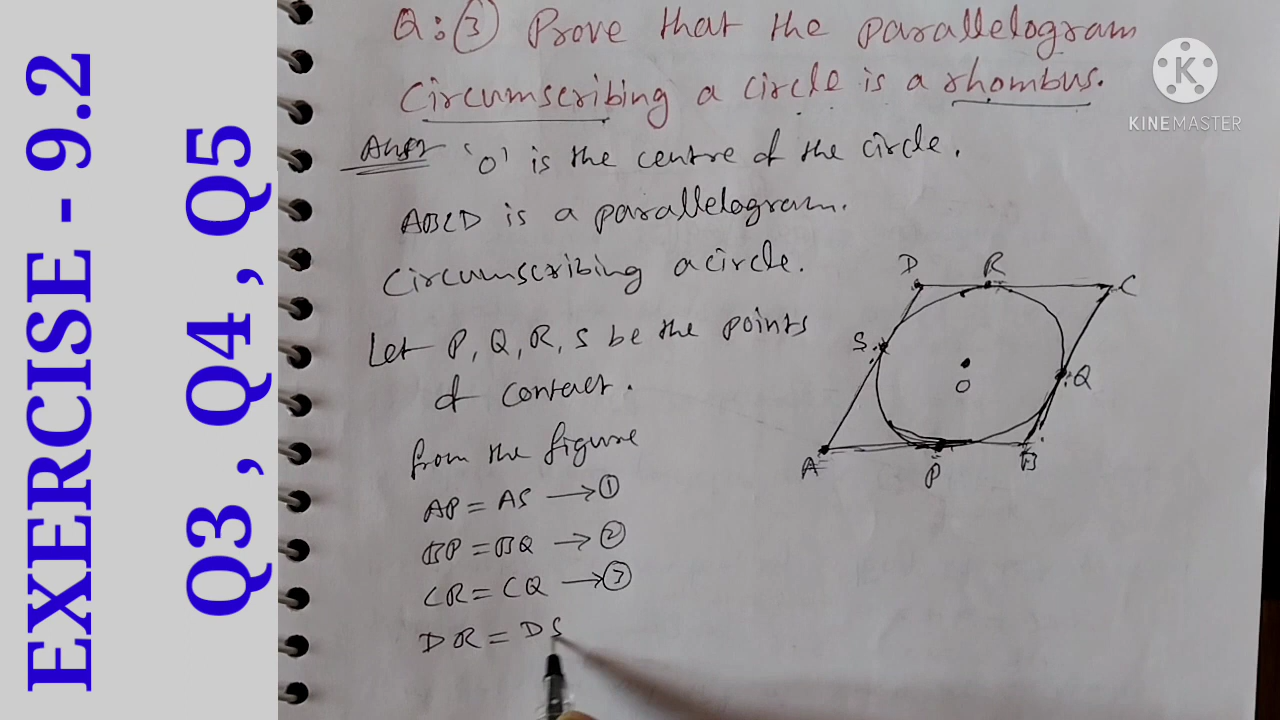 EXERCISE - 9.2
Q3 , Q4 , Q5
Q:③ Prove that the parallelogram
Circumscribing a circle is a rhombus.
KINEMASTER
'O' is the centre of the circle.
ABCD is a parallelogram.
Circumscribing a circle.
Let P, Q, R, S be the points
of contact.
from the figure
AP = AS → ①
BP = BQ → ②
CR = CQ → ③
DR = DS
D R C
S Q
O
A P B